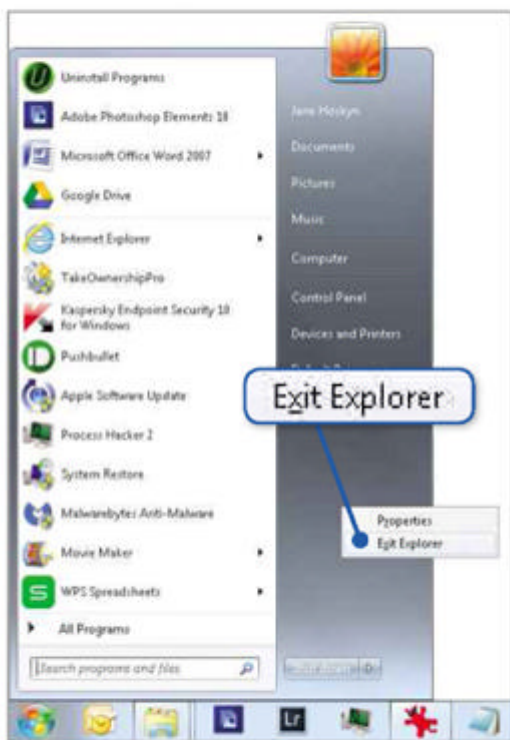 Uninstall Programs
Adobe Photoshop Elements 10
Microsoft Office Word 2007
Google Drive
Internet Explorer
TakeOwnershipPro
Kaspersky Endpoint Security 10
for Windows
Pushbullet
Apple Software Update
Process Hacker 2
System Restore
Malwarebytes Anti-Malware
Movie Maker
WPS Spreadsheets
All Programs
Search programs and files
Jane Hoskyn
Documents
Pictures
Music
Computer
Control Panel
Devices and Printers
Exit Explorer
Properties
Exit Explorer
Lr